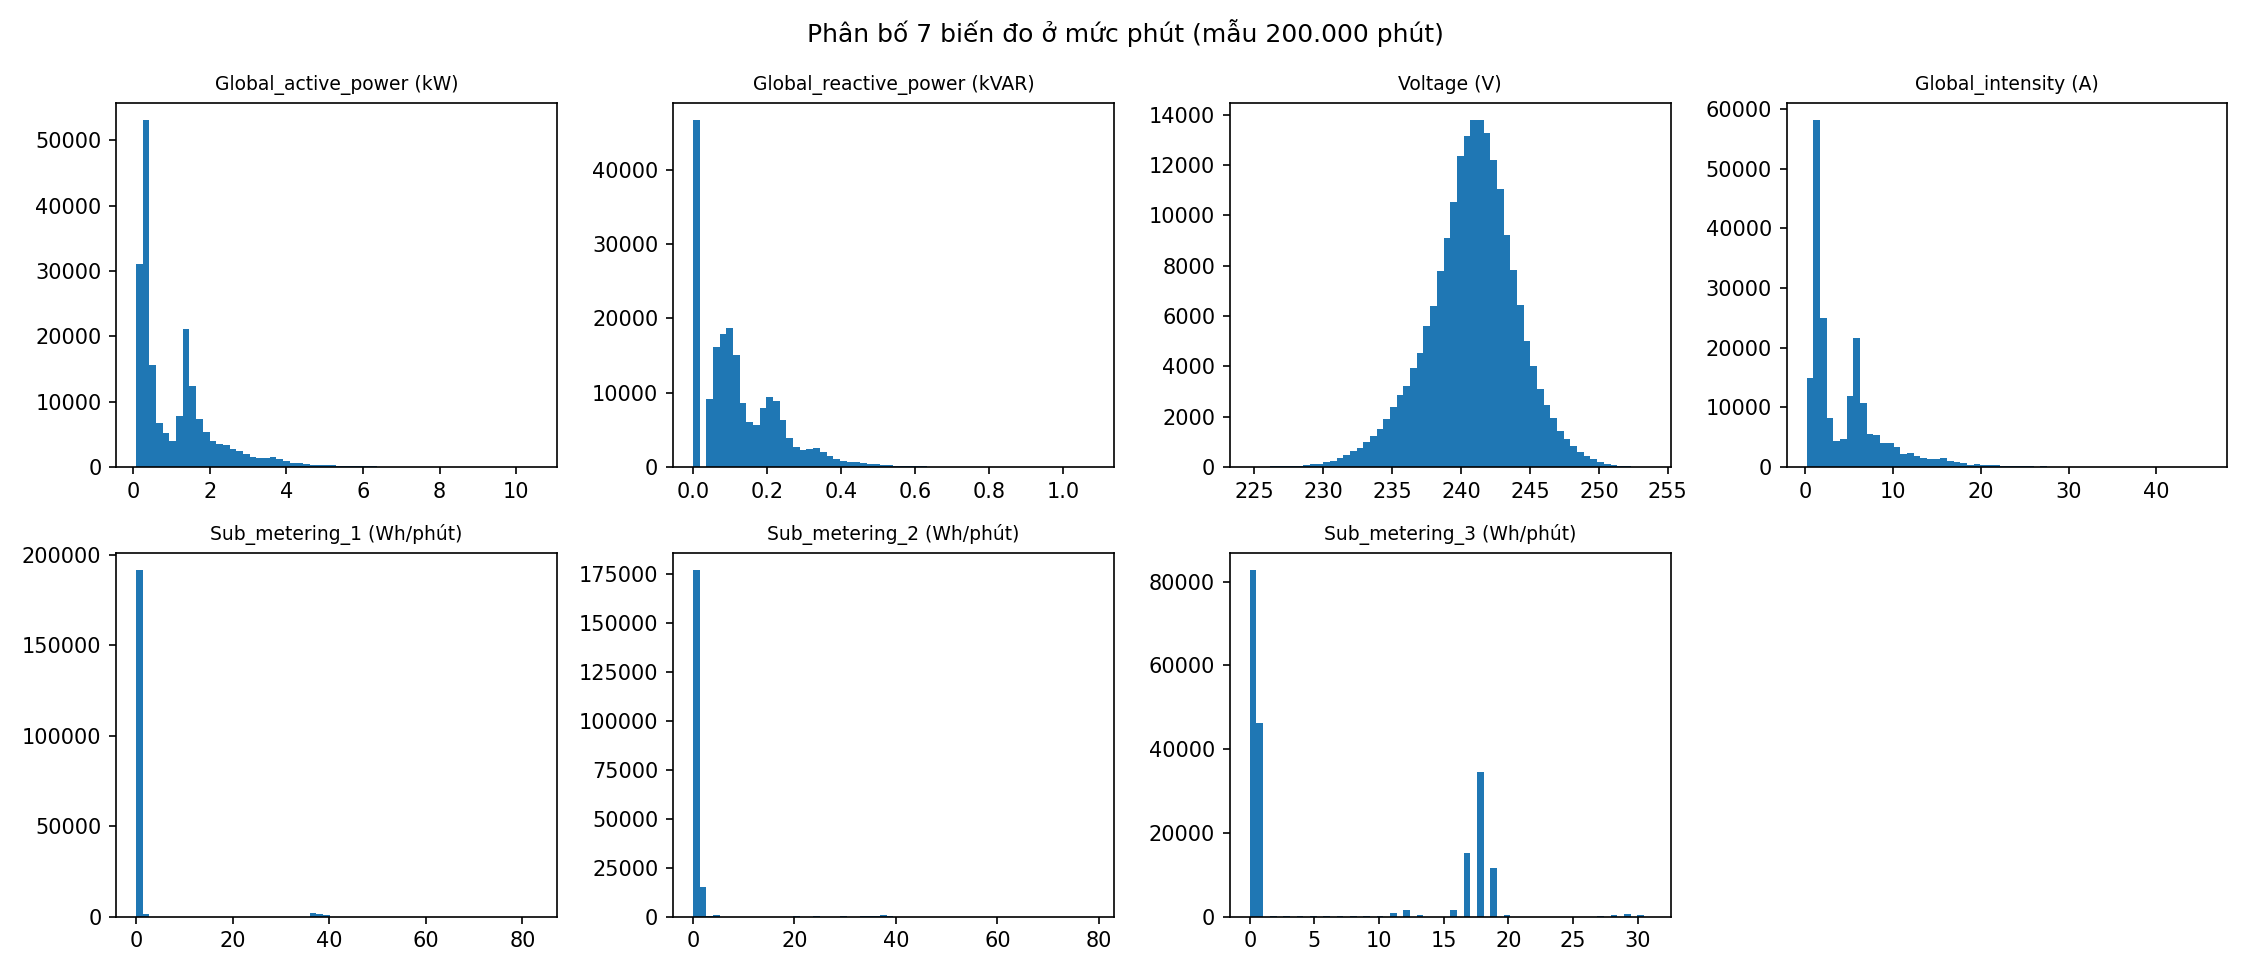 Phân bố 7 biến đo ở mức phút (mẫu 200.000 phút)
Global_active_power (kW)
50000
40000
30000
20000
10000
0
0 2 4 6 8 10
Global_reactive_power (kVAR)
40000
30000
20000
10000
0
0.0 0.2 0.4 0.6 0.8 1.0
Voltage (V)
14000
12000
10000
8000
6000
4000
2000
0
225 230 235 240 245 250 255
Global_intensity (A)
60000
50000
40000
30000
20000
10000
0
0 10 20 30 40
Sub_metering_1 (Wh/phút)
200000
150000
100000
50000
0
0 20 40 60 80
Sub_metering_2 (Wh/phút)
175000
150000
125000
100000
75000
50000
25000
0
0 20 40 60 80
Sub_metering_3 (Wh/phút)
80000
60000
40000
20000
0
0 5 10 15 20 25 30